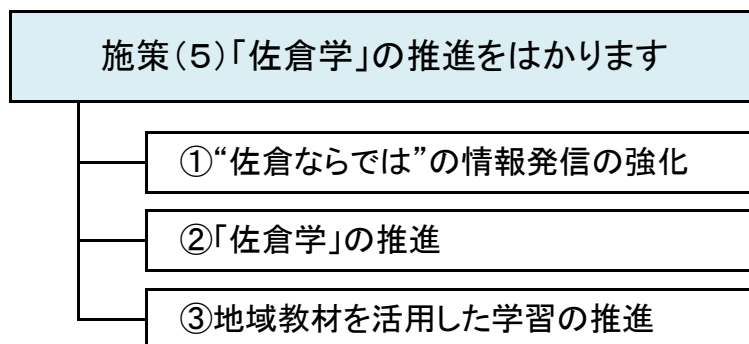 施策（５）「佐倉学」の推進をはかります
①“佐倉ならでは”の情報発信の強化
②「佐倉学」の推進
③地域教材を活用した学習の推進